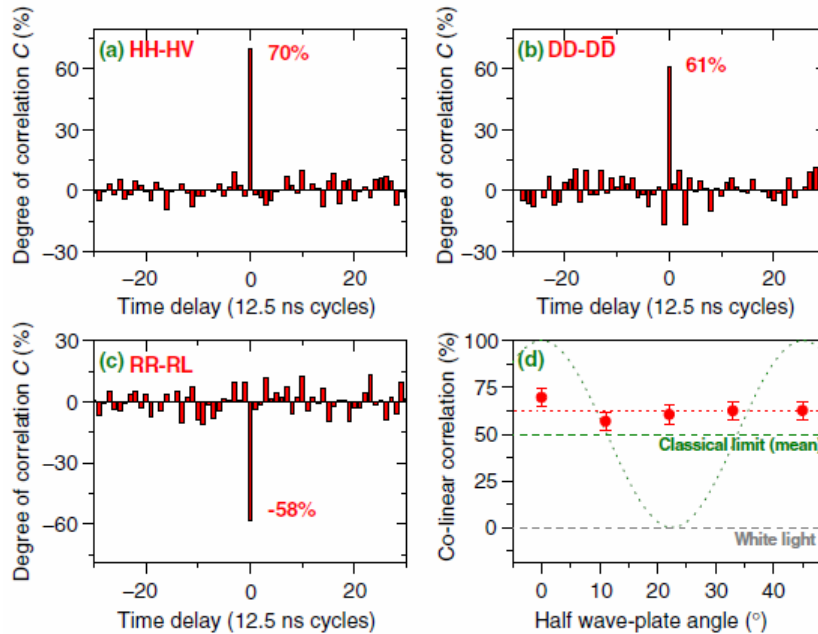 (a) HH-HV
70%
Degree of correlation C (%)
60
30
0
−30
−20
0
20
Time delay (12.5 ns cycles)
(b) DD-DD̅
61%
Degree of correlation C (%)
60
30
0
−30
−20
0
20
Time delay (12.5 ns cycles)
(c) RR-RL
-58%
Degree of correlation C (%)
30
0
−30
−60
−20
0
20
Time delay (12.5 ns cycles)
(d)
Classical limit (mean)
White light
Co-linear correlation (%)
100
75
50
25
0
0
10
20
30
40
Half wave-plate angle (°)